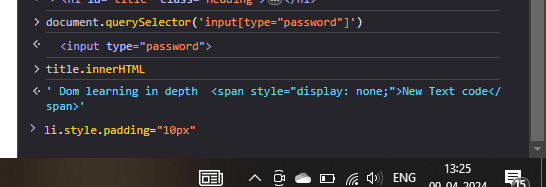 document.querySelector('input[type="password"]')
<input type="password">
title.innerHTML
' Dom learning in depth  <span style="display: none;">New Text code</
span>'
li.style.padding="10px"
ENG
13:25
09-04-2024
15